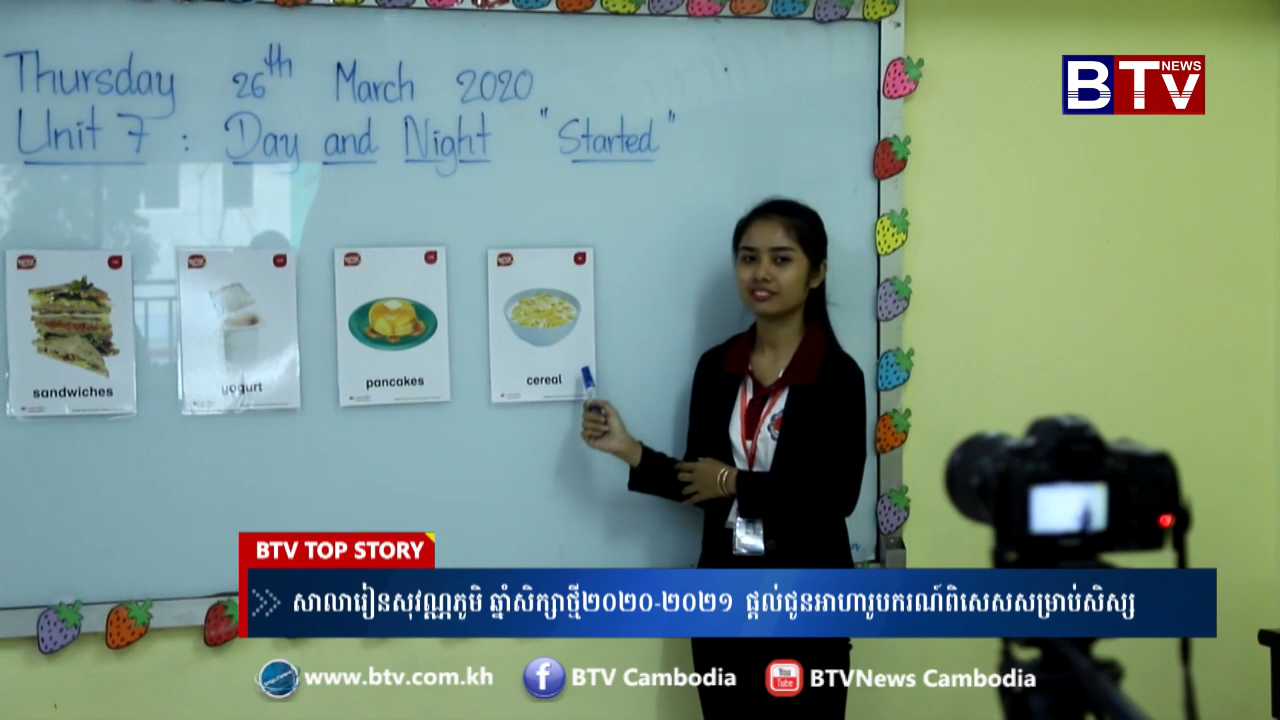 Thursday 26th March 2020
Unit 7 : Day and Night "Started"
BTV NEWS
sandwiches
yogurt
pancakes
cereal
BTV TOP STORY
សាលារៀនសុវណ្ណភូមិ ឆ្នាំសិក្សាថ្មី២០២០-២០២១ ផ្តល់ជូនអាហារូបករណ៍ពិសេសសម្រាប់សិស្ស
www.btv.com.kh
BTV Cambodia
You Tube
BTVNews Cambodia